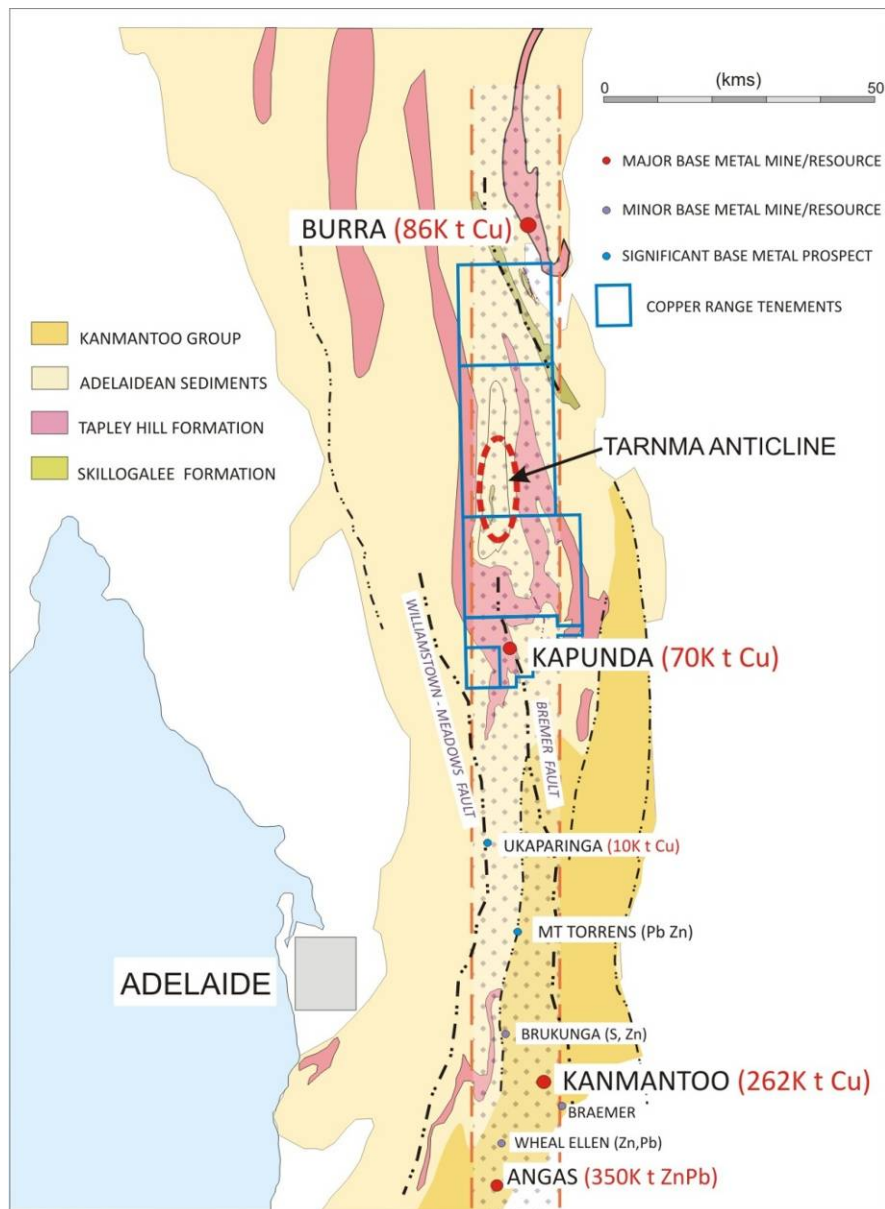 0
(kms)
50
MAJOR BASE METAL MINE/RESOURCE
MINOR BASE METAL MINE/RESOURCE
SIGNIFICANT BASE METAL PROSPECT
COPPER RANGE TENEMENTS
BURRA (86K t Cu)
KANMANTOO GROUP
ADELAIDEAN SEDIMENTS
TAPLEY HILL FORMATION
SKILLOGALEE FORMATION
TARNMA ANTICLINE
KAPUNDA (70K t Cu)
WILLIAMSTOWN - MEADOWS FAULT
BREMER FAULT
UKAPARINGA (10K t Cu)
MT TORRENS (Pb Zn)
ADELAIDE
BRUKUNGA (S, Zn)
KANMANTOO (262K t Cu)
BRAEMER
WHEAL ELLEN (Zn,Pb)
ANGAS (350K t ZnPb)